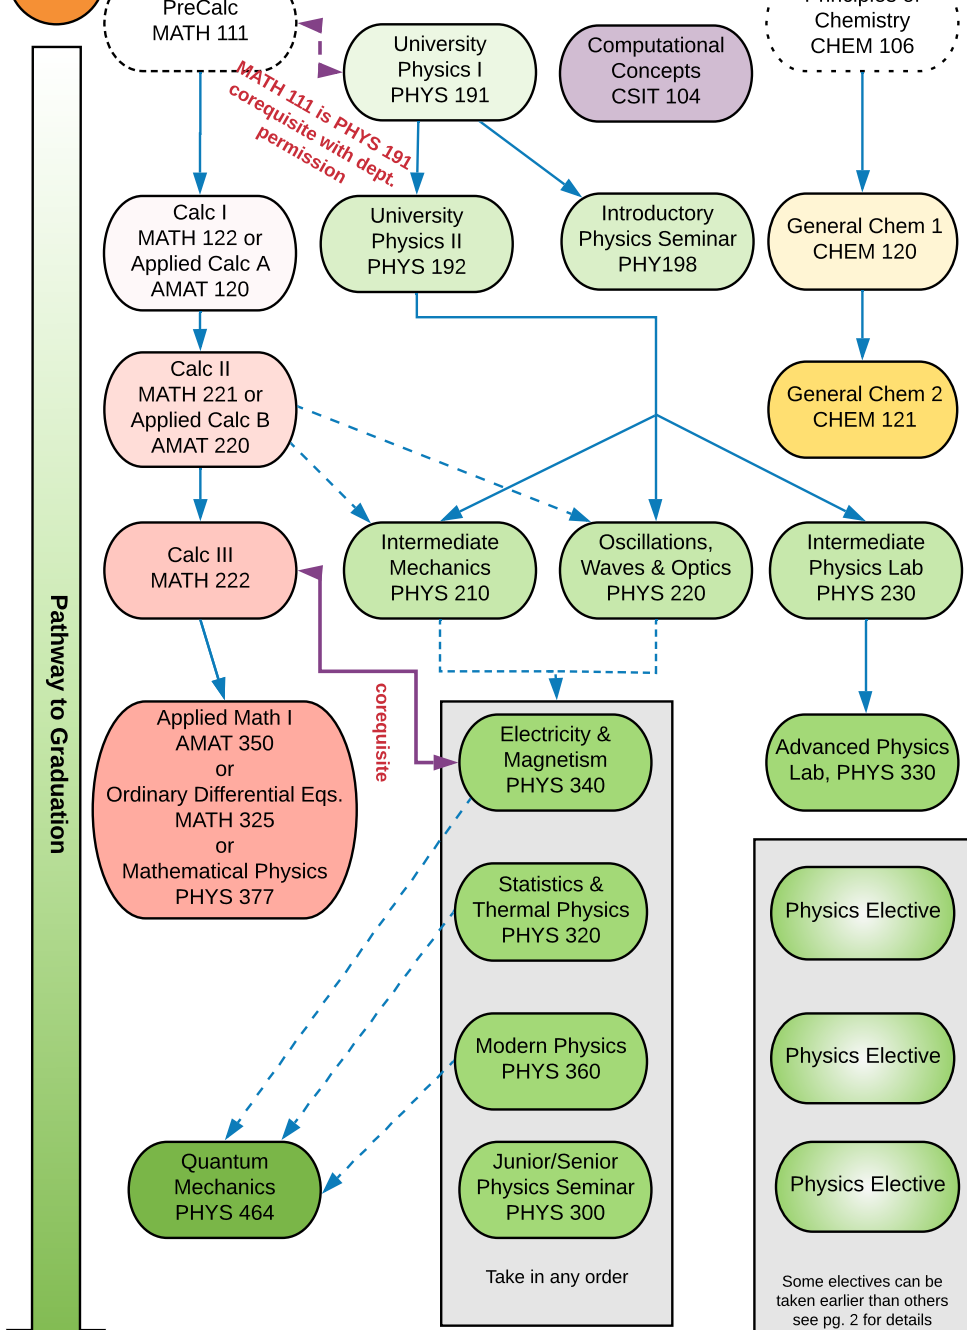 PreCalc
MATH 111
University
Physics I
PHYS 191
Computational
Concepts
CSIT 104
Principles of
Chemistry
CHEM 106
MATH 111 is PHYS 191
corequisite with dept.
permission
Calc I
MATH 122 or
Applied Calc A
AMAT 120
University
Physics II
PHYS 192
Introductory
Physics Seminar
PHY198
General Chem 1
CHEM 120
Calc II
MATH 221 or
Applied Calc B
AMAT 220
General Chem 2
CHEM 121
Calc III
MATH 222
Intermediate
Mechanics
PHYS 210
Oscillations,
Waves & Optics
PHYS 220
Intermediate
Physics Lab
PHYS 230
Pathway to Graduation
corequisite
Applied Math I
AMAT 350
or
Ordinary Differential Eqs.
MATH 325
or
Mathematical Physics
PHYS 377
Electricity &
Magnetism
PHYS 340
Advanced Physics
Lab, PHYS 330
Statistics &
Thermal Physics
PHYS 320
Physics Elective
Modern Physics
PHYS 360
Physics Elective
Quantum
Mechanics
PHYS 464
Junior/Senior
Physics Seminar
PHYS 300
Physics Elective
Take in any order
Some electives can be
taken earlier than others
see pg. 2 for details